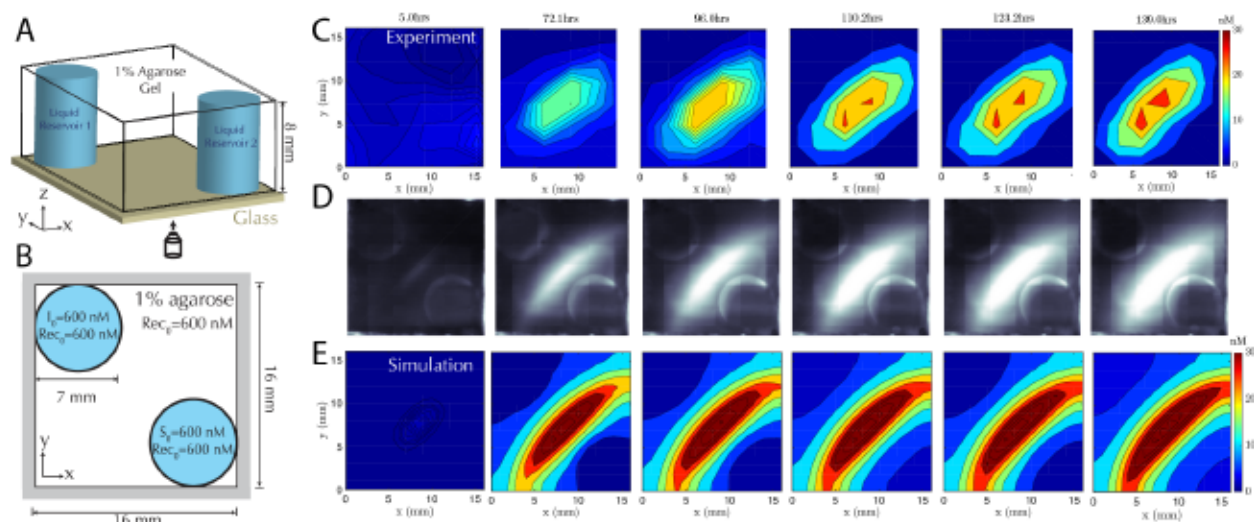 A
1% Agarose
Gel
Liquid
Reservoir 1
Liquid
Reservoir 2
8 mm
z
y
x
Glass
B
1% agarose
Rec₀=600 nM
I₀=600 nM
Rec₀=600 nM
7 mm
S₀=600 nM
Rec₀=600 nM
y
x
16 mm
16 mm
C
5.0hrs
72.1hrs
96.0hrs
110.2hrs
123.2hrs
139.0hrs
nM
Experiment
y (mm)
15
10
5
0
30
20
10
0
0 5 10 15
0 5 10
0 5 10
0 5 10
0 5 10
0 5 10 15
x (mm)
x (mm)
x (mm)
x (mm)
x (mm)
x (mm)
D
E
nM
Simulation
y (mm)
15
10
5
0
20
10
0
0 5 10 15
0 5 10 15
0 5 10 15
0 5 10 15
0 5 10 15
0 5 10 15
x (mm)
x (mm)
x (mm)
x (mm)
x (mm)
x (mm)